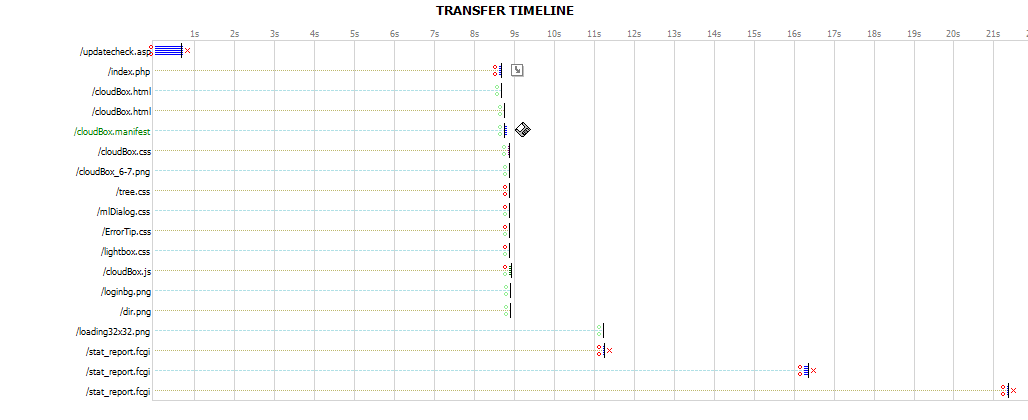 TRANSFER TIMELINE
1s 2s 3s 4s 5s 6s 7s 8s 9s 10s 11s 12s 13s 14s 15s 16s 17s 18s 19s 20s 21s 2
/updatecheck.asp
/index.php
/cloudBox.html
/cloudBox.html
/cloudBox.manifest
/cloudBox.css
/cloudBox_6-7.png
/tree.css
/mlDialog.css
/ErrorTip.css
/lightbox.css
/cloudBox.js
/loginbg.png
/dir.png
/loading32x32.png
/stat_report.fcgi
/stat_report.fcgi
/stat_report.fcgi